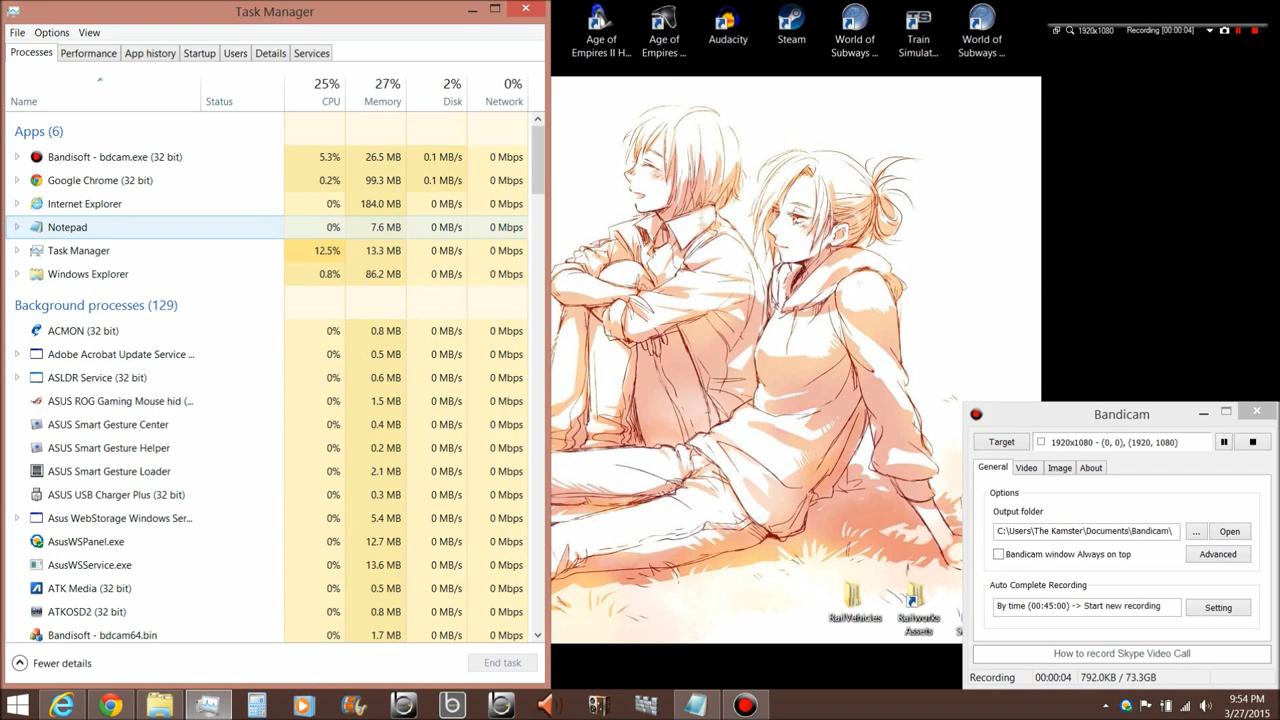 Task Manager
File Options View
Processes Performance App history Startup Users Details Services
25% 27% 2% 0%
Name Status CPU Memory Disk Network
Apps (6)
Bandisoft - bdcam.exe (32 bit) 5.3% 26.5 MB 0.1 MB/s 0 Mbps
Google Chrome (32 bit) 0.2% 99.3 MB 0.1 MB/s 0 Mbps
Internet Explorer 0% 184.0 MB 0 MB/s 0 Mbps
Notepad 0% 7.6 MB 0 MB/s 0 Mbps
Task Manager 12.5% 13.3 MB 0 MB/s 0 Mbps
Windows Explorer 0.8% 86.2 MB 0 MB/s 0 Mbps
Background processes (129)
ACMON (32 bit) 0% 0.8 MB 0 MB/s 0 Mbps
Adobe Acrobat Update Service ... 0% 0.5 MB 0 MB/s 0 Mbps
ASLDR Service (32 bit) 0% 0.6 MB 0 MB/s 0 Mbps
ASUS ROG Gaming Mouse hid (... 0% 1.5 MB 0 MB/s 0 Mbps
ASUS Smart Gesture Center 0% 0.4 MB 0 MB/s 0 Mbps
ASUS Smart Gesture Helper 0% 0.4 MB 0 MB/s 0 Mbps
ASUS Smart Gesture Loader 0% 2.1 MB 0 MB/s 0 Mbps
ASUS USB Charger Plus (32 bit) 0% 0.3 MB 0 MB/s 0 Mbps
Asus WebStorage Windows Ser... 0% 5.4 MB 0 MB/s 0 Mbps
AsusWSPanel.exe 0% 12.7 MB 0 MB/s 0 Mbps
AsusWSService.exe 0% 13.6 MB 0 MB/s 0 Mbps
ATK Media (32 bit) 0% 0.8 MB 0 MB/s 0 Mbps
ATKOSD2 (32 bit) 0% 0.8 MB 0 MB/s 0 Mbps
Bandisoft - bdcam64.bin 0% 1.7 MB 0 MB/s 0 Mbps
Fewer details End task
Age of Age of Audacity Steam World of Train World of
Empires II H... Empires ... Subways ... Simulat... Subways ...
1920x1080 Recording [00:00:04]
RailVehicles Railworks
Assets
Bandicam
Target 1920x1080 - (0, 0), (1920, 1080)
General Video Image About
Options
Output folder
C:\Users\The Kamster\Documents\Bandicam\ ... Open
Bandicam window Always on top Advanced
Auto Complete Recording
By time (00:45:00) -> Start new recording Setting
How to record Skype Video Call
Recording 00:00:04 792.0KB / 73.3GB
9:54 PM
3/27/2015